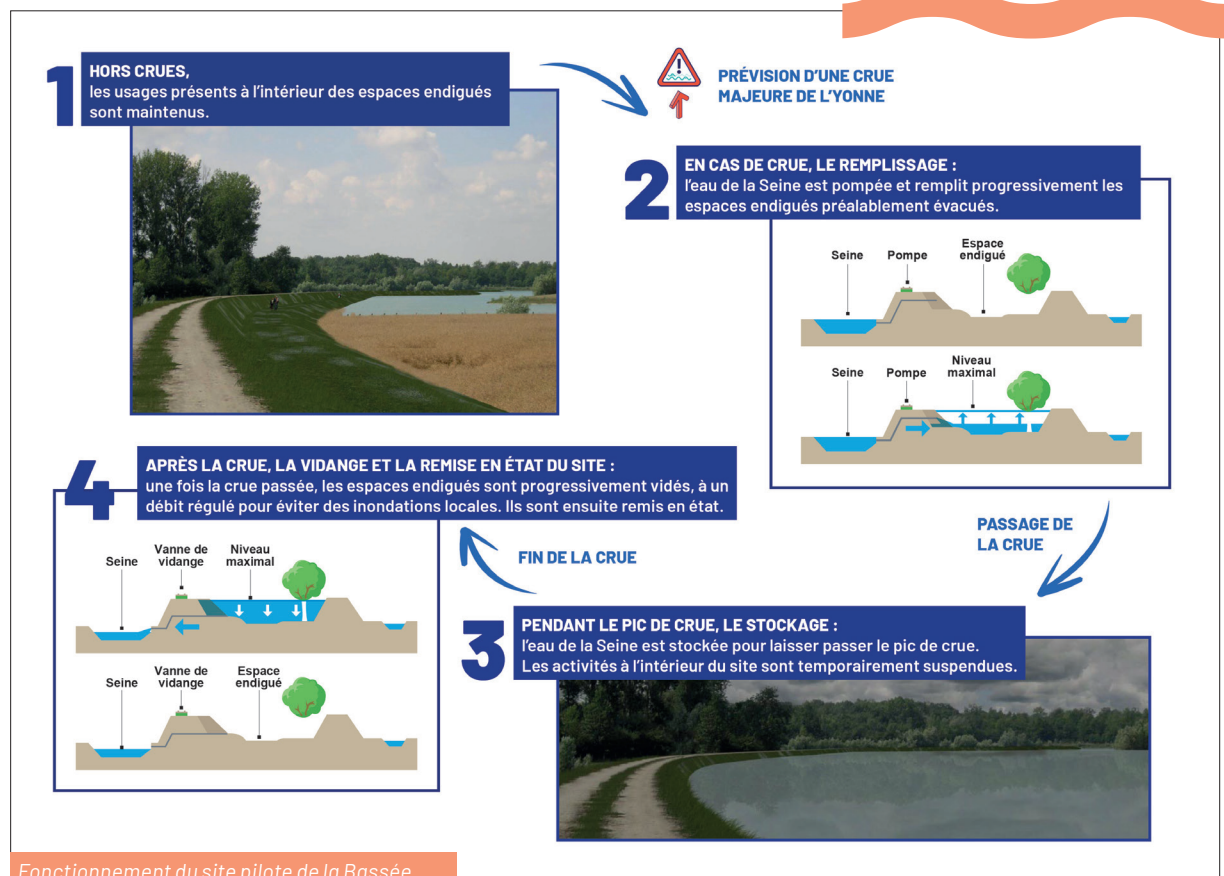 1
HORS CRUES,
les usages présents à l'intérieur des espaces endigués
sont maintenus.
PRÉVISION D'UNE CRUE
MAJEURE DE L'YONNE
2
EN CAS DE CRUE, LE REMPLISSAGE :
l'eau de la Seine est pompée et remplit progressivement les
espaces endigués préalablement évacués.
Seine
Pompe
Espace
endigué
Seine
Pompe
Niveau
maximal
PASSAGE DE
LA CRUE
3
PENDANT LE PIC DE CRUE, LE STOCKAGE :
l'eau de la Seine est stockée pour laisser passer le pic de crue.
Les activités à l'intérieur du site sont temporairement suspendues.
FIN DE LA CRUE
4
APRÈS LA CRUE, LA VIDANGE ET LA REMISE EN ÉTAT DU SITE :
une fois la crue passée, les espaces endigués sont progressivement vidés, à un
débit régulé pour éviter des inondations locales. Ils sont ensuite remis en état.
Seine
Vanne de
vidange
Niveau
maximal
Seine
Vanne de
vidange
Espace
endigué
Fonctionnement du site pilote de la Bassée